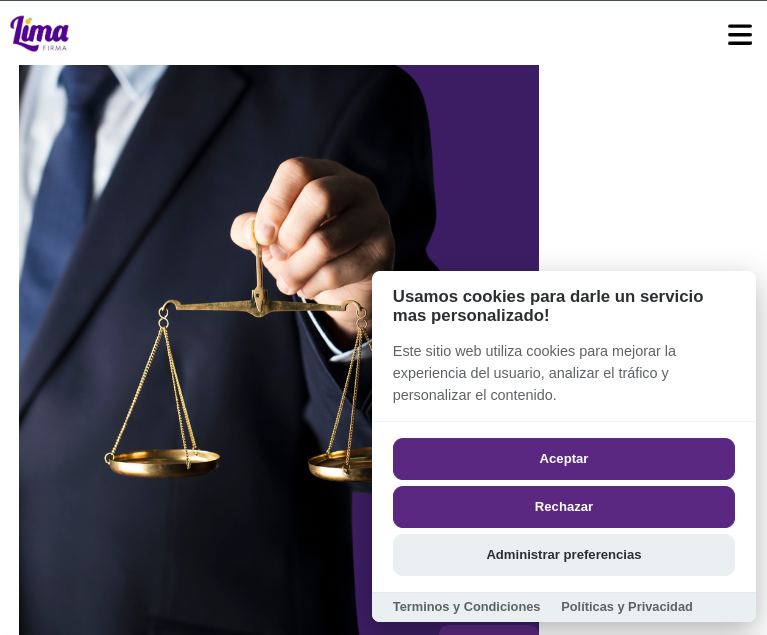 Lima
FIRMA
Usamos cookies para darle un servicio
mas personalizado!
Este sitio web utiliza cookies para mejorar la
experiencia del usuario, analizar el tráfico y
personalizar el contenido.
Aceptar
Rechazar
Administrar preferencias
Terminos y Condiciones Políticas y Privacidad